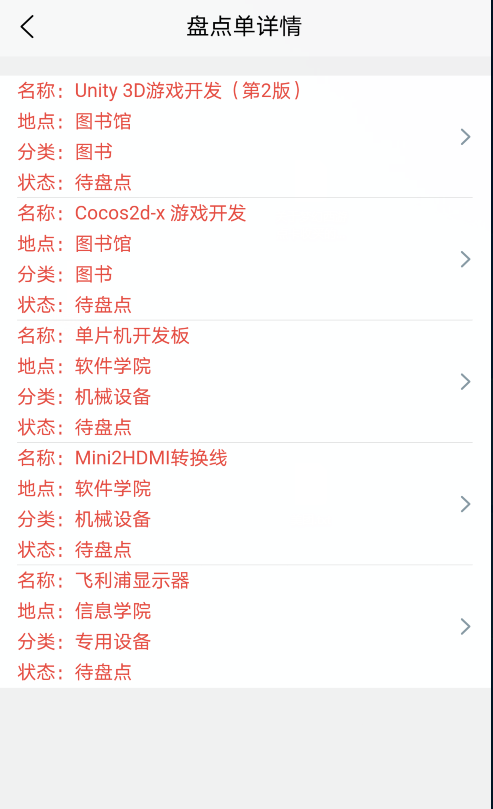 盘点单详情
名称：Unity 3D游戏开发（第2版）
地点：图书馆
分类：图书
状态：待盘点
名称：Cocos2d-x 游戏开发
地点：图书馆
分类：图书
状态：待盘点
名称：单片机开发板
地点：软件学院
分类：机械设备
状态：待盘点
名称：Mini2HDMI转换线
地点：软件学院
分类：机械设备
状态：待盘点
名称：飞利浦显示器
地点：信息学院
分类：专用设备
状态：待盘点